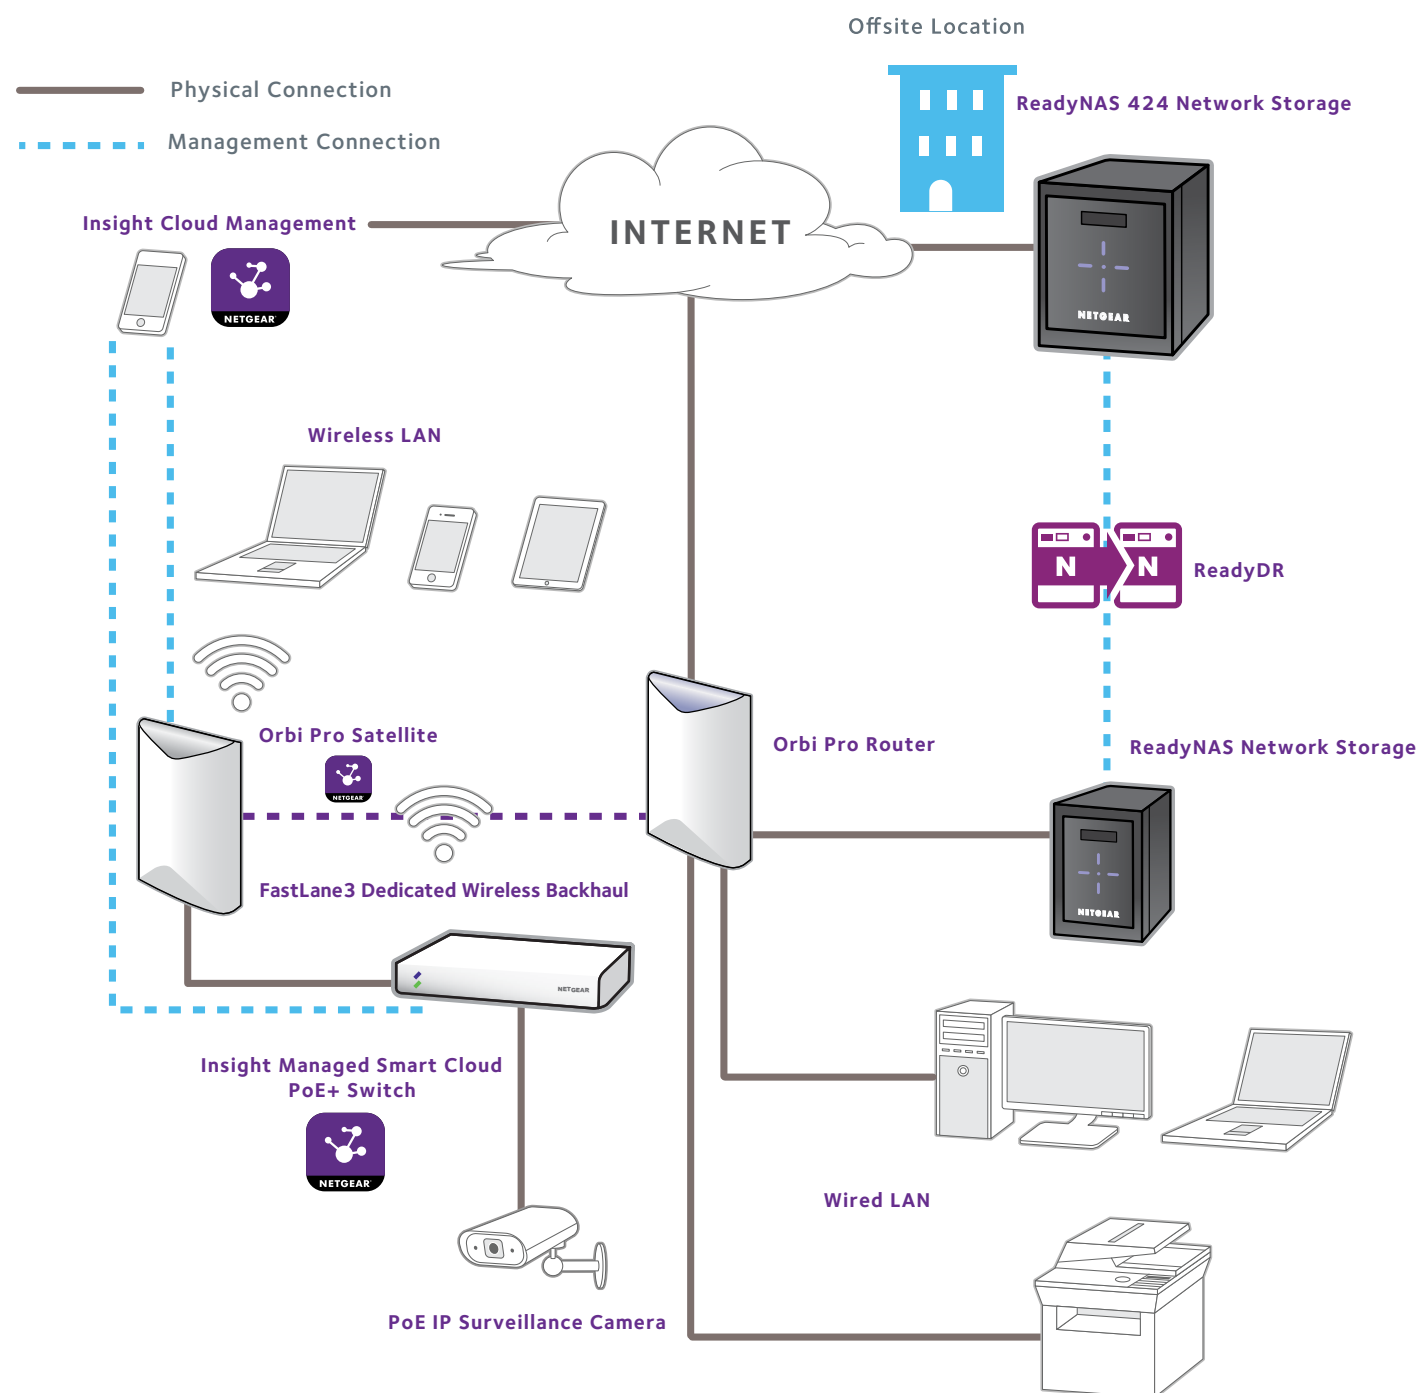 Offsite Location
Physical Connection
ReadyNAS 424 Network Storage
Management Connection
Insight Cloud Management
INTERNET
NETGEAR
NETGEAR
Wireless LAN
N N
ReadyDR
Orbi Pro Satellite
Orbi Pro Router
ReadyNAS Network Storage
NETGEAR
FastLane3 Dedicated Wireless Backhaul
NETGEAR
NETGEAR
Insight Managed Smart Cloud
PoE+ Switch
NETGEAR
Wired LAN
PoE IP Surveillance Camera